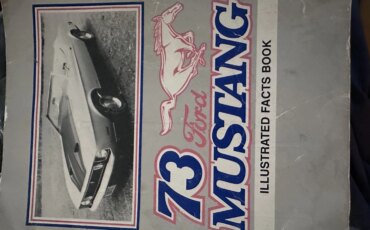 73 Ford
MUSTANG
ILLUSTRATED FACTS BOOK